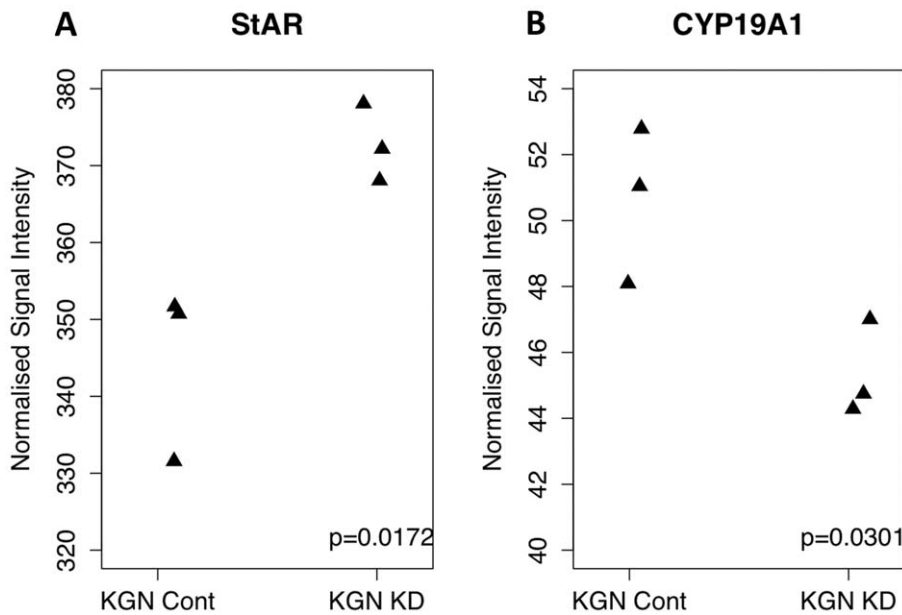 A
StAR
Normalised Signal Intensity
380
370
360
350
340
330
320
p=0.0172
KGN Cont
KGN KD
B
CYP19A1
Normalised Signal Intensity
54
52
50
48
46
44
42
40
p=0.0301
KGN Cont
KGN KD